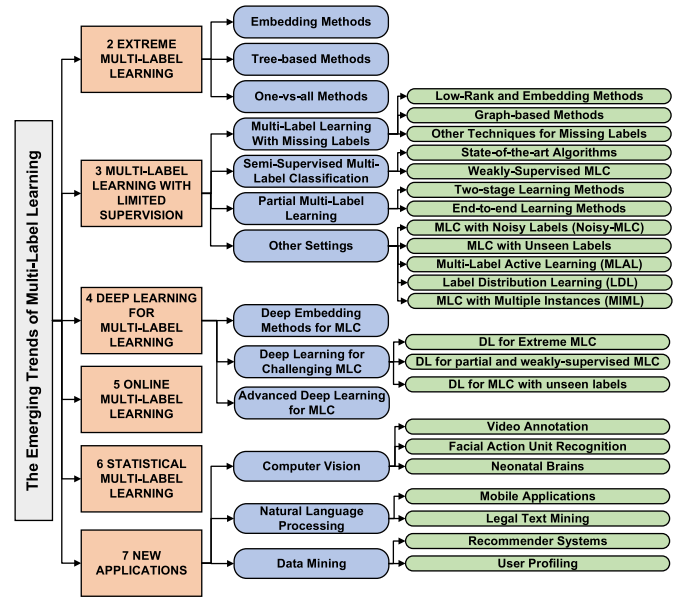 The Emerging Trends of Multi-Label Learning
2 EXTREME
MULTI-LABEL
LEARNING
Embedding Methods
Tree-based Methods
One-vs-all Methods
3 MULTI-LABEL
LEARNING WITH
LIMITED
SUPERVISION
Multi-Label Learning
With Missing Labels
Low-Rank and Embedding Methods
Graph-based Methods
Other Techniques for Missing Labels
Semi-Supervised Multi-
Label Classification
State-of-the-art Algorithms
Weakly-Supervised MLC
Partial Multi-Label
Learning
Two-stage Learning Methods
End-to-end Learning Methods
Other Settings
MLC with Noisy Labels (Noisy-MLC)
MLC with Unseen Labels
Multi-Label Active Learning (MLAL)
Label Distribution Learning (LDL)
MLC with Multiple Instances (MIML)
4 DEEP LEARNING
FOR
MULTI-LABEL
LEARNING
Deep Embedding
Methods for MLC
Deep Learning for
Challenging MLC
DL for Extreme MLC
DL for partial and weakly-supervised MLC
DL for MLC with unseen labels
Advanced Deep Learning
for MLC
5 ONLINE
MULTI-LABEL
LEARNING
6 STATISTICAL
MULTI-LABEL
LEARNING
7 NEW
APPLICATIONS
Computer Vision
Video Annotation
Facial Action Unit Recognition
Neonatal Brains
Natural Language
Processing
Mobile Applications
Legal Text Mining
Data Mining
Recommender Systems
User Profiling